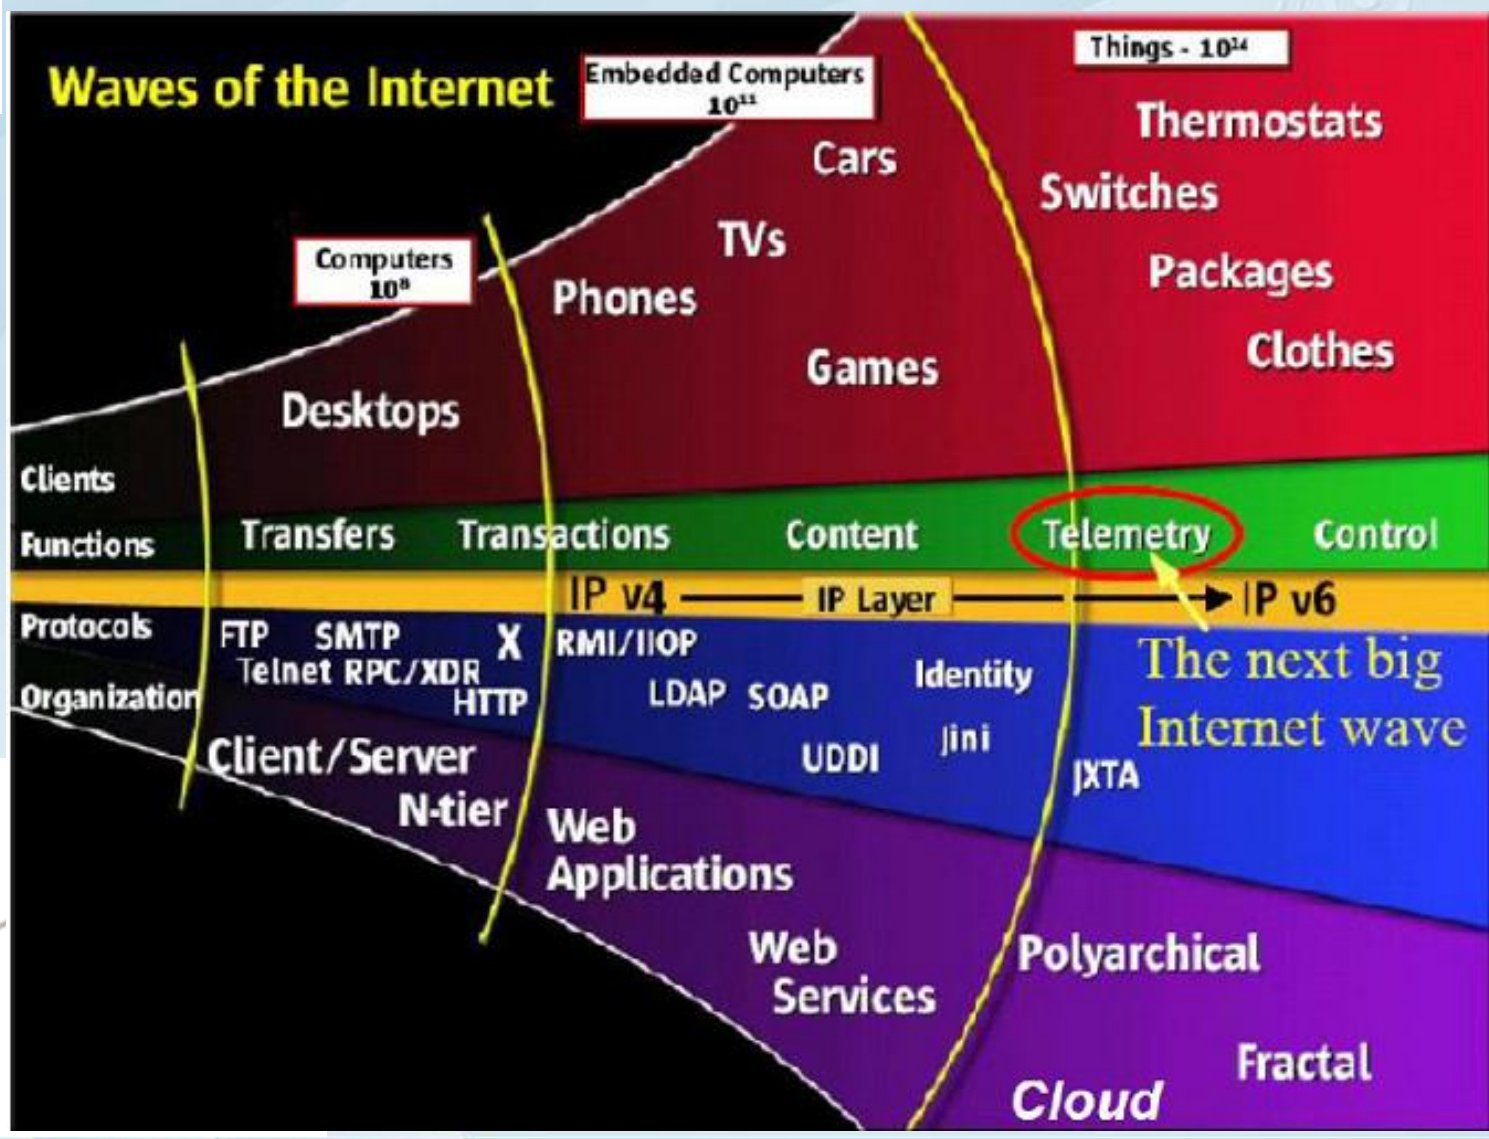 Waves of the Internet
Embedded Computers
10¹¹
Things - 10¹⁴
Thermostats
Cars
Switches
TVs
Computers
10⁸
Packages
Phones
Clothes
Games
Desktops
Clients
Functions
Transfers
Transactions
Content
Telemetry
Control
IP v4
IP Layer
IP v6
Protocols
FTP
SMTP
X
RMI/IIOP
Telnet RPC/XDR
Identity
The next big
Internet wave
Organization
HTTP
LDAP
SOAP
Jini
UDDI
JXTA
Client/Server
N-tier
Web
Applications
Web
Services
Polyarchical
Fractal
Cloud